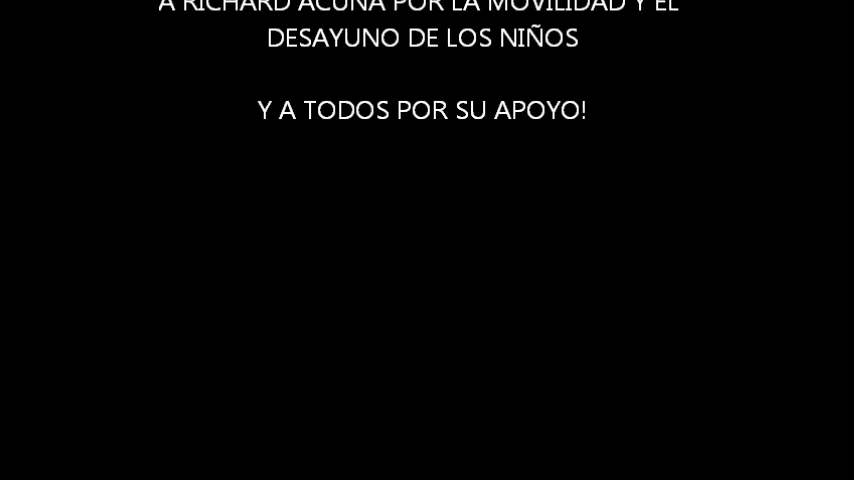 A RICHARD ACUÑA POR LA MOVILIDAD Y EL
DESAYUNO DE LOS NIÑOS
Y A TODOS POR SU APOYO!